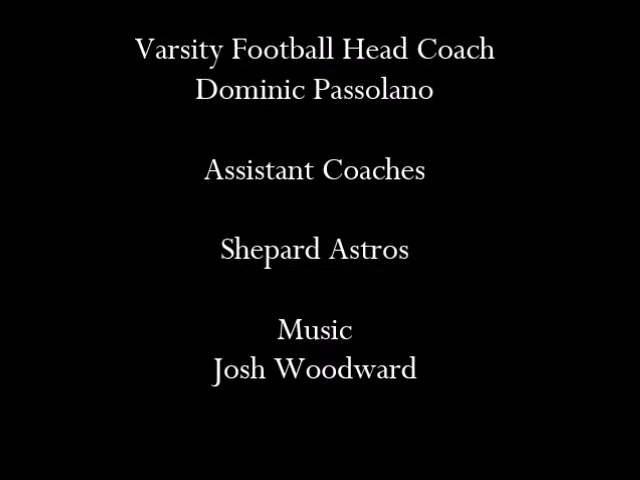 Varsity Football Head Coach
Dominic Passolano
Assistant Coaches
Shepard Astros
Music
Josh Woodward